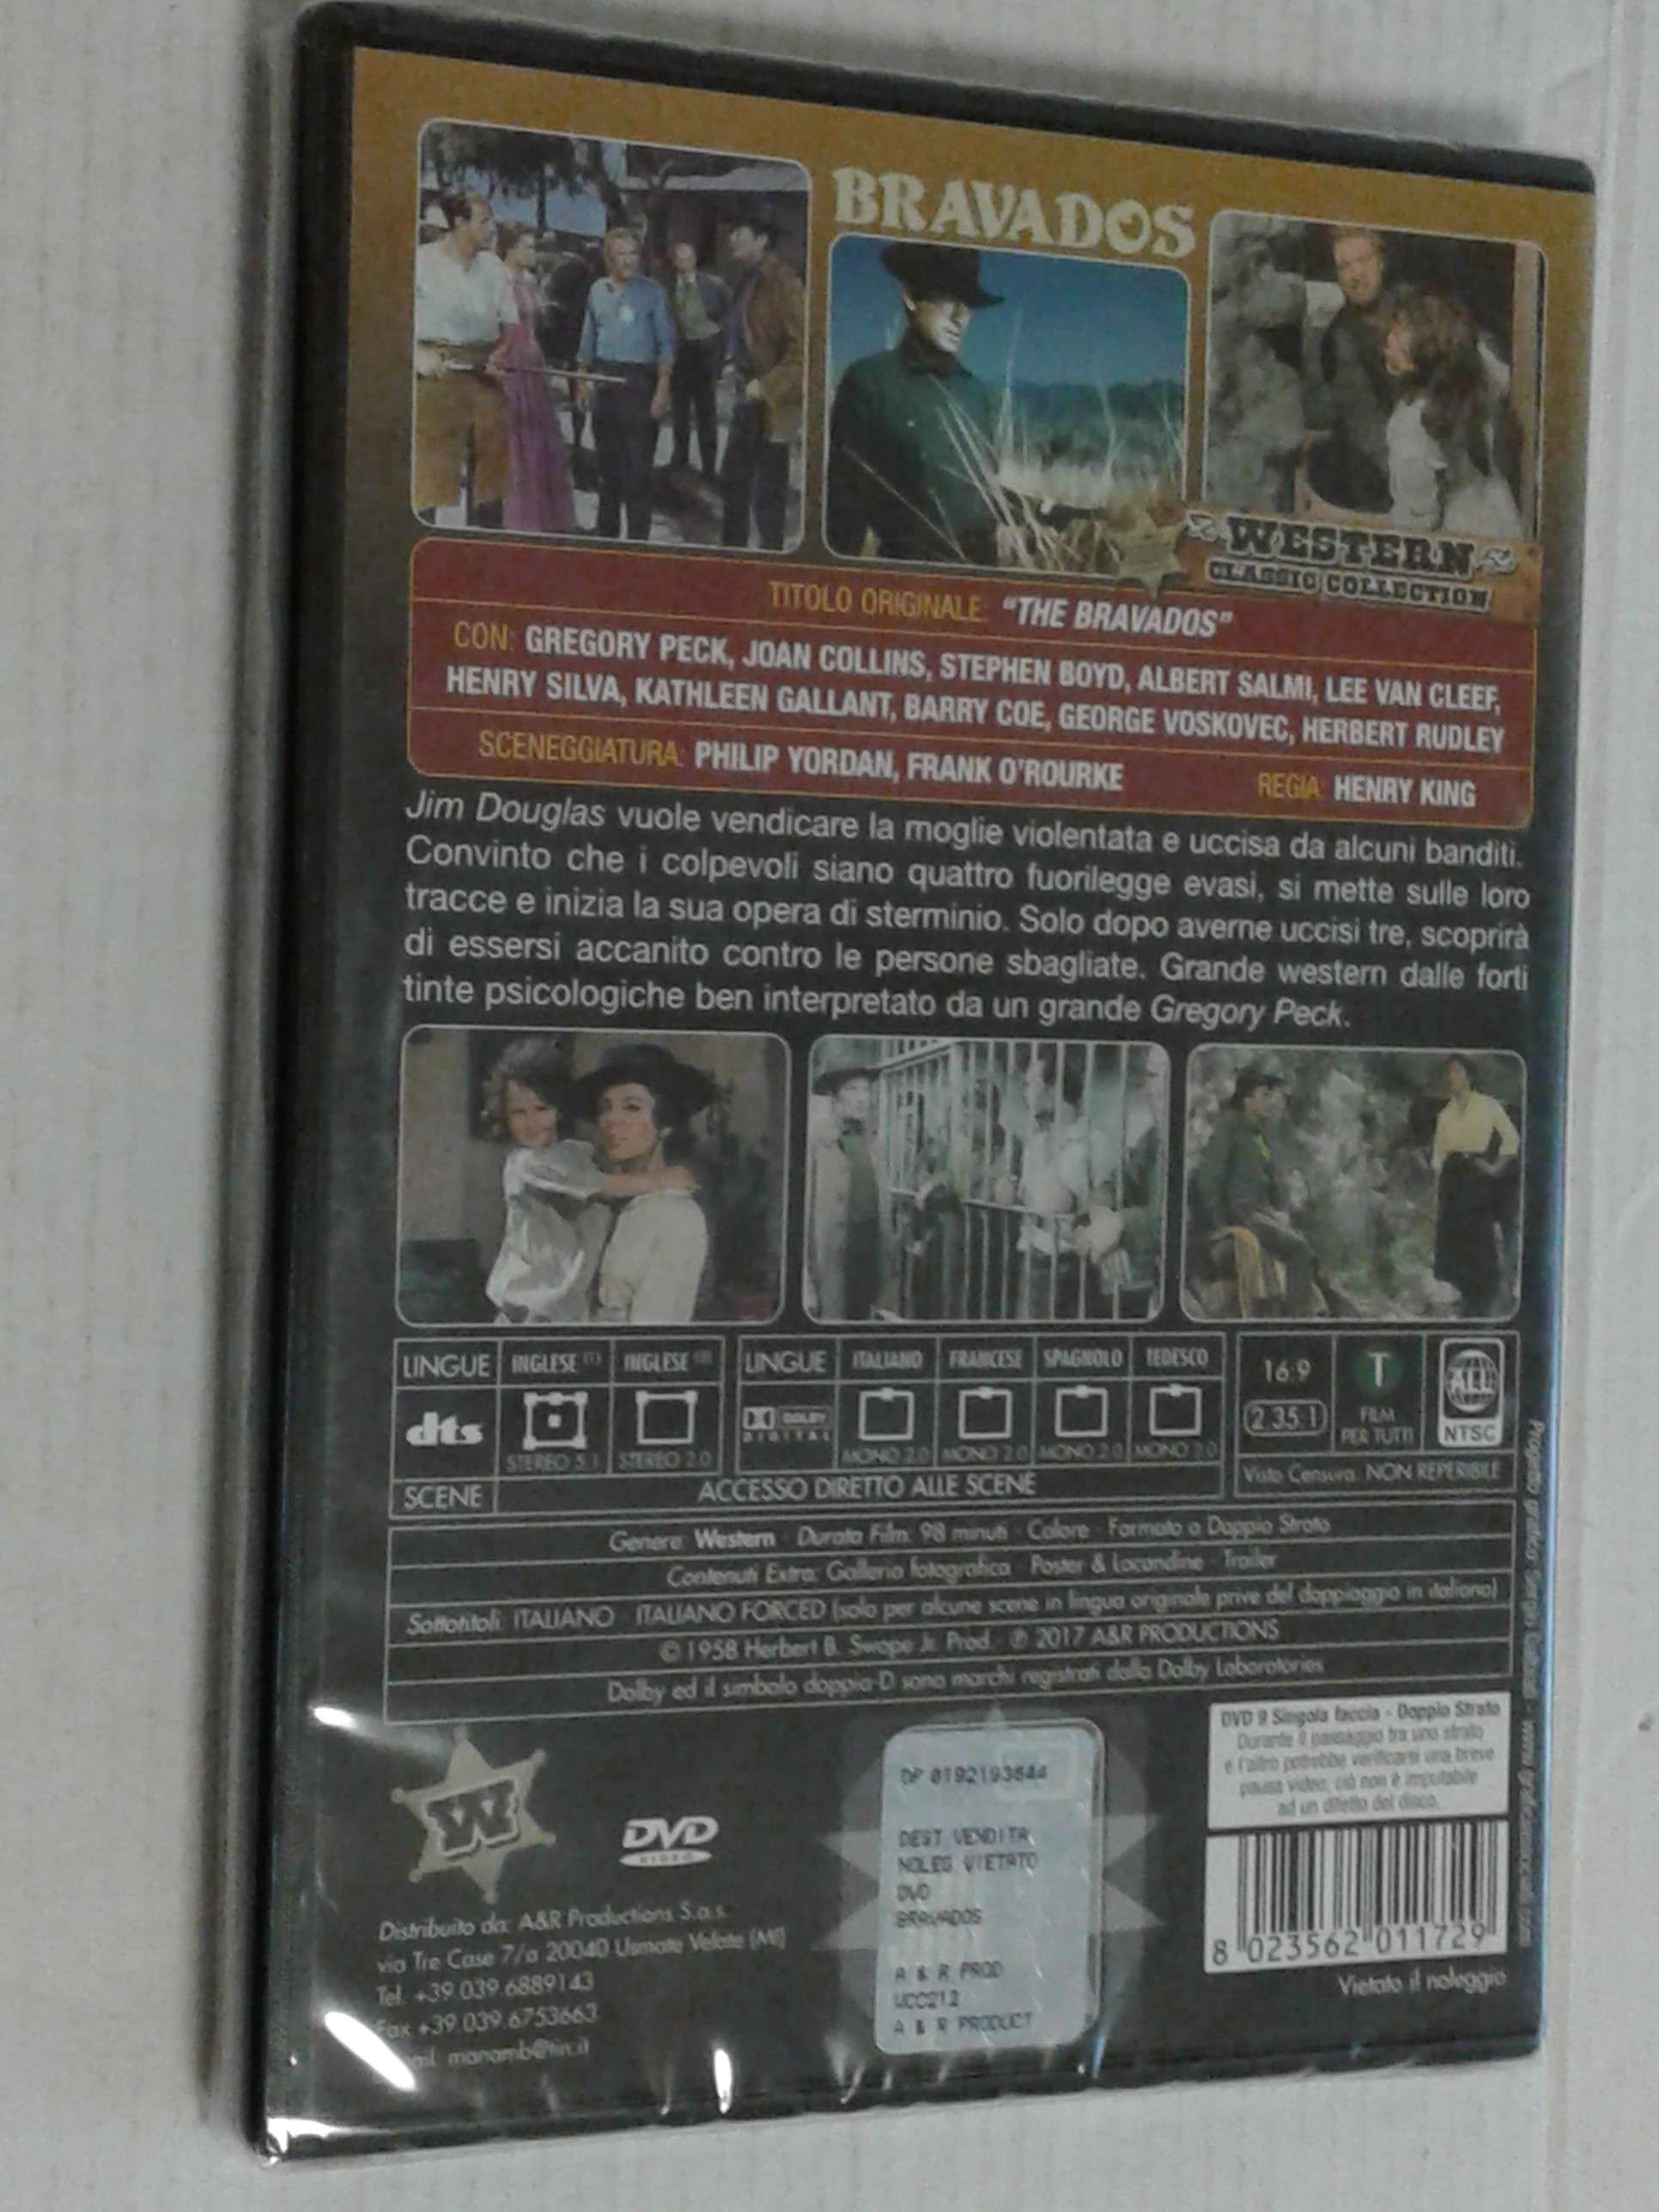 BRAVADOS
WESTERN
CLASSIC COLLECTION
TITOLO ORIGINALE: "THE BRAVADOS"
CON: GREGORY PECK, JOAN COLLINS, STEPHEN BOYD, ALBERT SALMI, LEE VAN CLEEF,
HENRY SILVA, KATHLEEN GALLANT, BARRY COE, GEORGE VOSKOVEC, HERBERT RUDLEY
SCENEGGIATURA: PHILIP YORDAN, FRANK O'ROURKE REGIA: HENRY KING
Jim Douglas vuole vendicare la moglie violentata e uccisa da alcuni banditi.
Convinto che i colpevoli siano quattro fuorilegge evasi, si mette sulle loro
tracce e inizia la sua opera di sterminio. Solo dopo averne uccisi tre, scoprirà
di essersi accanito contro le persone sbagliate. Grande western dalle forti
tinte psicologiche ben interpretato da un grande Gregory Peck.
LINGUE INGLESE INGLESE
dts STEREO 5.1 STEREO 2.0
LINGUE ITALIANO FRANCESE SPAGNOLO TEDESCO
DOLBY DIGITAL MONO 2.0 MONO 2.0 MONO 2.0 MONO 2.0
16:9
2.35:1
T
FILM
PER TUTTI
ALL
NTSC
Visto Censura: NON REPERIBILE
SCENE ACCESSO DIRETTO ALLE SCENE
Genere: Western - Durata Film: 98 minuti - Colore - Formato a Doppio Strato
Contenuti Extra: Galleria fotografica - Poster & Locandine - Trailer
Sottotitoli: ITALIANO - ITALIANO FORCED (solo per alcune scene in lingua originale prive del doppiaggio in italiano)
© 1958 Herbert B. Swope Jr. Prod. - ℗ 2017 A&R PRODUCTIONS
Dolby ed il simbolo doppia-D sono marchi registrati dalla Dolby Laboratories
W
DVD
VIDEO
Distribuito da: A&R Productions S.a.s.
via Tre Case 7/a 20040 Usmate Velate (MI)
Tel. +39 039 6889143
Fax +39 039 6753663
manamb@tin.it
DP 0192193644
DEST. VENDITA
NOLEG. VIETATO
DVD
BRAVADOS
A & R PROD
WCC212
A & R PRODUCT
DVD 9 Singola faccia - Doppio Strato
Durante il passaggio tra uno strato
e l'altro potrebbe verificarsi una breve
pausa video, ciò non è imputabile
ad un difetto del disco.
8 023562 011729
Vietato il noleggio
Progetto grafico